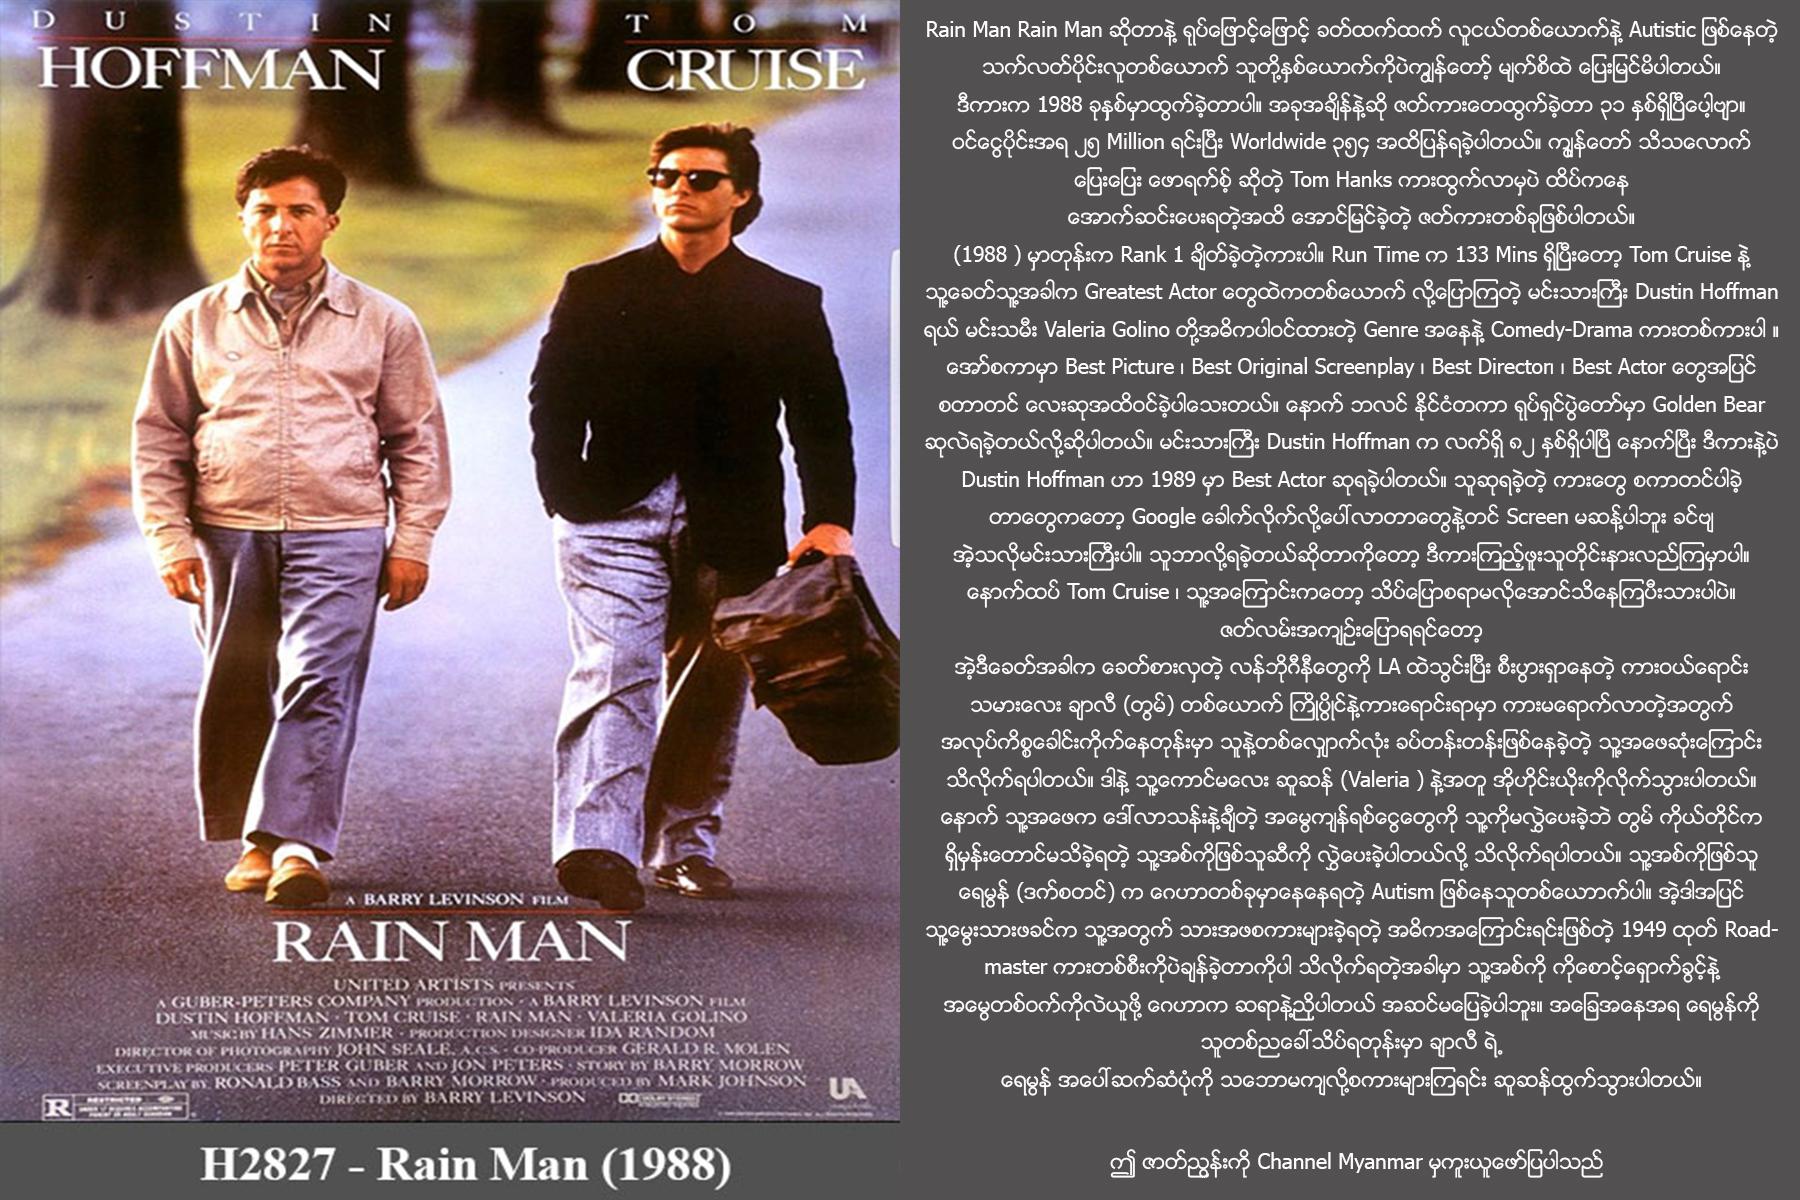 DUSTIN
HOFFMAN
TOM
CRUISE
A BARRY LEVINSON FILM
RAIN MAN
UNITED ARTISTS PRESENTS
A GUBER-PETERS COMPANY PRODUCTION · A BARRY LEVINSON FILM
DUSTIN HOFFMAN · TOM CRUISE · RAIN MAN · VALERIA GOLINO
MUSIC BY HANS ZIMMER · PRODUCTION DESIGNER IDA RANDOM
DIRECTOR OF PHOTOGRAPHY JOHN SEALE, A.C.S. · CO-PRODUCER GERALD R. MOLEN
EXECUTIVE PRODUCERS PETER GUBER AND JON PETERS · STORY BY BARRY MORROW
SCREENPLAY BY RONALD BASS AND BARRY MORROW · PRODUCED BY MARK JOHNSON
DIRECTED BY BARRY LEVINSON
R RESTRICTED
DOLBY STEREO
UA
H2827 - Rain Man (1988)
Rain Man Rain Man ဆိုတာနဲ့ ရုပ်ဖြောင့်ဖြောင့် ခတ်ထက်ထက် လူငယ်တစ်ယောက်နဲ့ Autistic ဖြစ်နေတဲ့
သက်လတ်ပိုင်းလူတစ်ယောက် သူတို့နှစ်ယောက်ကိုပဲကျွန်တော့် မျက်စိထဲ ပြေးမြင်မိပါတယ်။
ဒီကားက 1988 ခုနှစ်မှာထွက်ခဲ့တာပါ။ အခုအချိန်နဲ့ဆို ဇတ်ကားတေထွက်ခဲ့တာ ၃၁ နှစ်ရှိပြီပေါ့ဗျာ။
ဝင်ငွေပိုင်းအရ ၂၅ Million ရင်းပြီး Worldwide ၃၅၄ အထိပြန်ရခဲ့ပါတယ်။ ကျွန်တော် သိသလောက်
ပြေးပြေး ဖောရက်စ့် ဆိုတဲ့ Tom Hanks ကားထွက်လာမှပဲ ထိပ်ကနေ
အောက်ဆင်းပေးရတဲ့အထိ အောင်မြင်ခဲ့တဲ့ ဇတ်ကားတစ်ခုဖြစ်ပါတယ်။
(1988 ) မှာတုန်းက Rank 1 ချိတ်ခဲ့တဲ့ကားပါ။ Run Time က 133 Mins ရှိပြီးတော့ Tom Cruise နဲ့
သူ့ခေတ်သူ့အခါက Greatest Actor တွေထဲကတစ်ယောက် လို့ပြောကြတဲ့ မင်းသားကြီး Dustin Hoffman
ရယ် မင်းသမီး Valeria Golino တို့အဓိကပါဝင်ထားတဲ့ Genre အနေနဲ့ Comedy-Drama ကားတစ်ကားပါ ။
အော်စကာမှာ Best Picture ၊ Best Original Screenplay ၊ Best Director၊ ၊ Best Actor တွေအပြင်
စတာတင် လေးဆုအထိဝင်ခဲ့ပါသေးတယ်။ နောက် ဘလင် နိုင်ငံတကာ ရုပ်ရှင်ပွဲတော်မှာ Golden Bear
ဆုလဲရခဲ့တယ်လို့ဆိုပါတယ်။ မင်းသားကြီး Dustin Hoffman က လက်ရှိ ၈၂ နှစ်ရှိပါပြီ နောက်ပြီး ဒီကားနဲ့ပဲ
Dustin Hoffman ဟာ 1989 မှာ Best Actor ဆုရခဲ့ပါတယ်။ သူဆုရခဲ့တဲ့ ကားတွေ စကာတင်ပါခဲ့
တာတွေကတော့ Google ခေါက်လိုက်လို့ပေါ်လာတာတွေနဲ့တင် Screen မဆန့်ပါဘူး ခင်ဗျ
အဲ့သလိုမင်းသားကြီးပါ။ သူဘာလို့ရခဲ့တယ်ဆိုတာကိုတော့ ဒီကားကြည့်ဖူးသူတိုင်းနားလည်ကြမှာပါ။
နောက်ထပ် Tom Cruise ၊ သူ့အကြောင်းကတော့ သိပ်ပြောစရာမလိုအောင်သိနေကြပီးသားပါပဲ။
ဇတ်လမ်းအကျဉ်းပြောရရင်တော့
အဲ့ဒီခေတ်အခါက ခေတ်စားလှတဲ့ လန်ဘိုဂီနီတွေကို LA ထဲသွင်းပြီး စီးပွားရှာနေတဲ့ ကားဝယ်ရောင်း
သမားလေး ချာလီ (တွမ်) တစ်ယောက် ကြိုပွိုင်နဲ့ကားရောင်းရာမှာ ကားမရောက်လာတဲ့အတွက်
အလုပ်ကိစ္စခေါင်းကိုက်နေတုန်းမှာ သူနဲ့တစ်လျှောက်လုံး ခပ်တန်းတန်းဖြစ်နေခဲ့တဲ့ သူ့အဖေဆုံးကြောင်း
သိလိုက်ရပါတယ်။ ဒါနဲ့ သူ့ကောင်မလေး ဆူဆန် (Valeria ) နဲ့အတူ အိုဟိုင်းယိုးကိုလိုက်သွားပါတယ်။
နောက် သူ့အဖေက ဒေါ်လာသန်းနဲ့ချီတဲ့ အမွေကျန်ရစ်ငွေတွေကို သူ့ကိုမလွှဲပေးခဲ့ဘဲ တွမ် ကိုယ်တိုင်က
ရှိမှန်းတောင်မသိခဲ့ရတဲ့ သူ့အစ်ကိုဖြစ်သူဆီကို လွှဲပေးခဲ့ပါတယ်လို့ သိလိုက်ရပါတယ်။ သူ့အစ်ကိုဖြစ်သူ
ရေမွန် (ဒက်စတင်) က ဂေဟာတစ်ခုမှာနေနေရတဲ့ Autism ဖြစ်နေသူတစ်ယောာက်ပါ။ အဲ့ဒါအပြင်
သူ့မွေးသားဖခင်က သူ့အတွက် သားအဖစကားများခဲ့ရတဲ့ အဓိကအကြောင်းရင်းဖြစ်တဲ့ 1949 ထုတ် Road-
master ကားတစ်စီးကိုပဲချန်ခဲ့တာကိုပါ သိလိုက်ရတဲ့အခါမှာ သူ့အစ်ကို ကိုစောင့်ရှောက်ခွင့်နဲ့
အမွေတစ်ဝက်ကိုလဲယူဖို့ ဂေဟာက ဆရာနဲ့ညှိပါတယ် အဆင်မပြေခဲ့ပါဘူး။ အခြေအနေအရ ရေမွန်ကို
သူတစ်ညခေါ်သိပ်ရတုန်းမှာ ချာလီ ရဲ့
ရေမွန် အပေါ်ဆက်ဆံပုံကို သဘောမကျလို့စကားများကြရင်း ဆူဆန်ထွက်သွားပါတယ်။
ဤ ဇာတ်ညွှန်းကို Channel Myanmar မှကူးယူဖော်ပြပါသည်